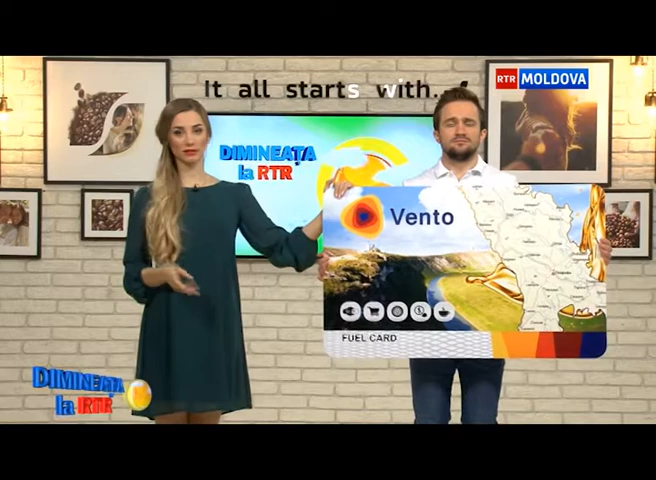 It all starts with...
RTR MOLDOVA
DIMINEAȚA
la RTR
Vento
FUEL CARD
DIMINEAȚA
la RTR